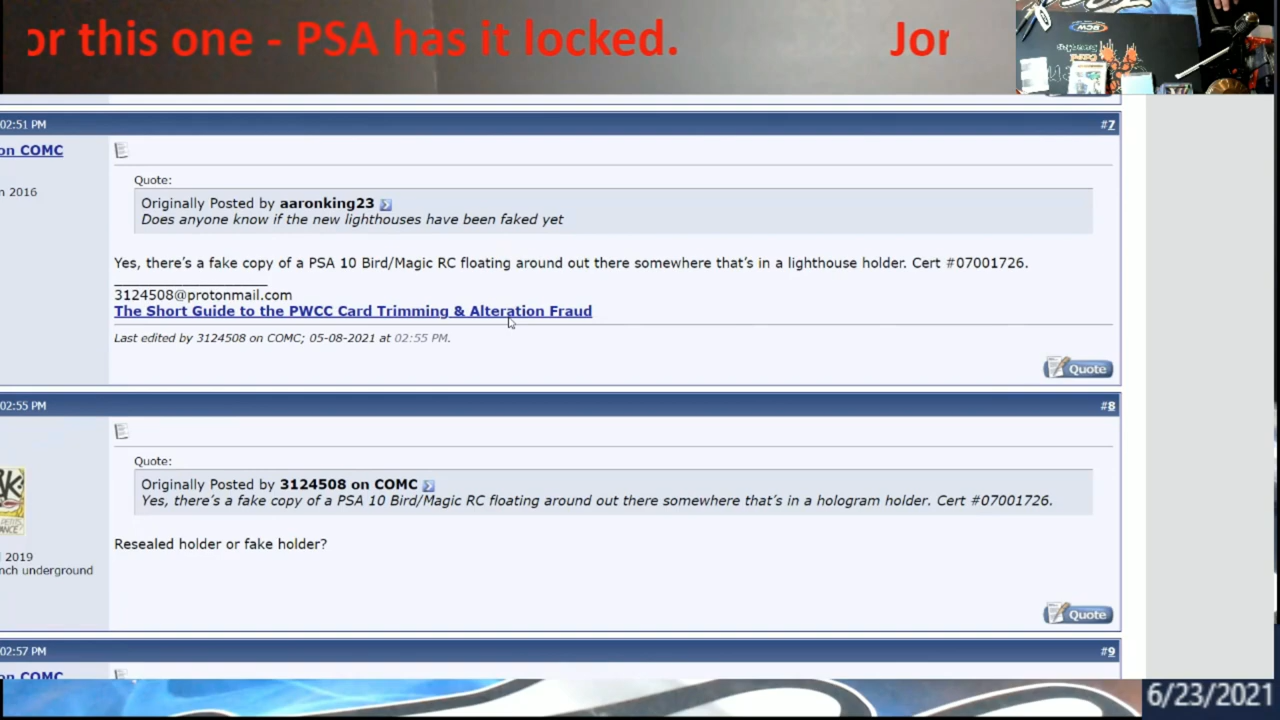 or this one - PSA has it locked. Jor
BCW
02:51 PM #7
on COMC
n 2016
Quote:
Originally Posted by aaronking23
Does anyone know if the new lighthouses have been faked yet
Yes, there's a fake copy of a PSA 10 Bird/Magic RC floating around out there somewhere that's in a lighthouse holder. Cert #07001726.
3124508@protonmail.com
The Short Guide to the PWCC Card Trimming & Alteration Fraud
Last edited by 3124508 on COMC; 05-08-2021 at 02:55 PM.
Quote
02:55 PM #8
Quote:
Originally Posted by 3124508 on COMC
Yes, there's a fake copy of a PSA 10 Bird/Magic RC floating around out there somewhere that's in a hologram holder. Cert #07001726.
Resealed holder or fake holder?
2019
nch underground
Quote
02:57 PM #9
on COMC
6/23/2021